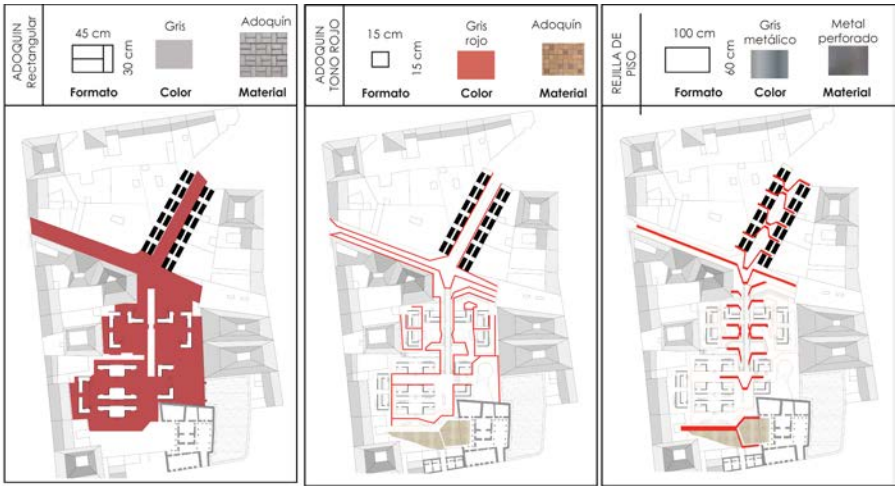 ADOQUÍN
Rectangular
45 cm
30 cm
Formato
Gris
Color
Adoquín
Material
ADOQUIN
TONO ROJO
15 cm
15 cm
Formato
Gris
rojo
Color
Adoquín
Material
REJILLA DE
PISO
100 cm
60 cm
Formato
Gris
metálico
Color
Metal
perforado
Material